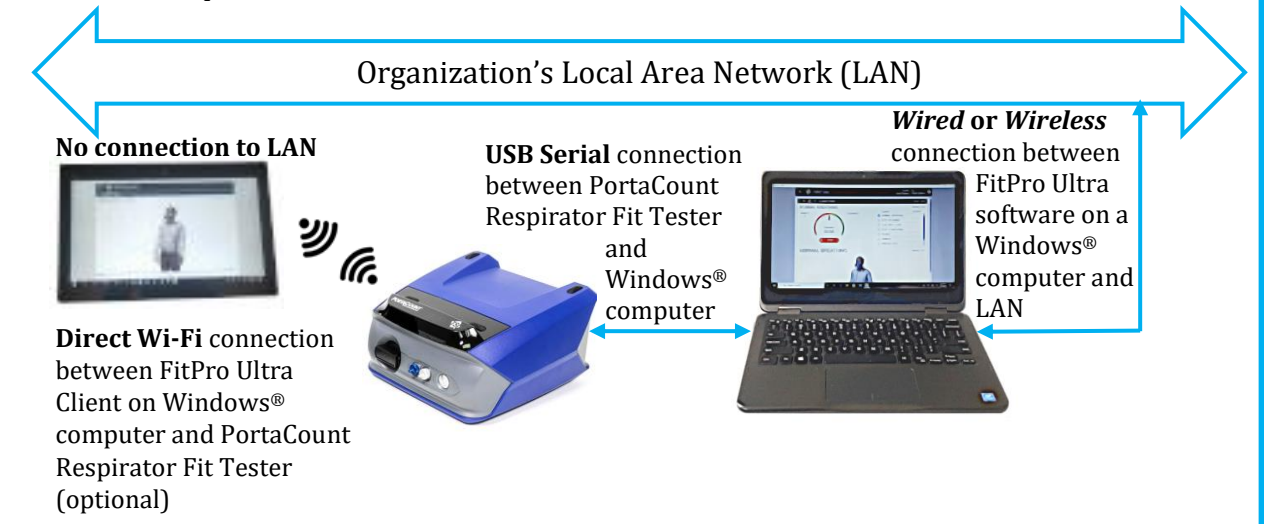 Organization's Local Area Network (LAN)
No connection to LAN
Direct Wi-Fi connection
between FitPro Ultra
Client on Windows®
computer and PortaCount
Respirator Fit Tester
(optional)
USB Serial connection
between PortaCount
Respirator Fit Tester
and
Windows®
computer
Wired or Wireless
connection between
FitPro Ultra
software on a
Windows®
computer and
LAN